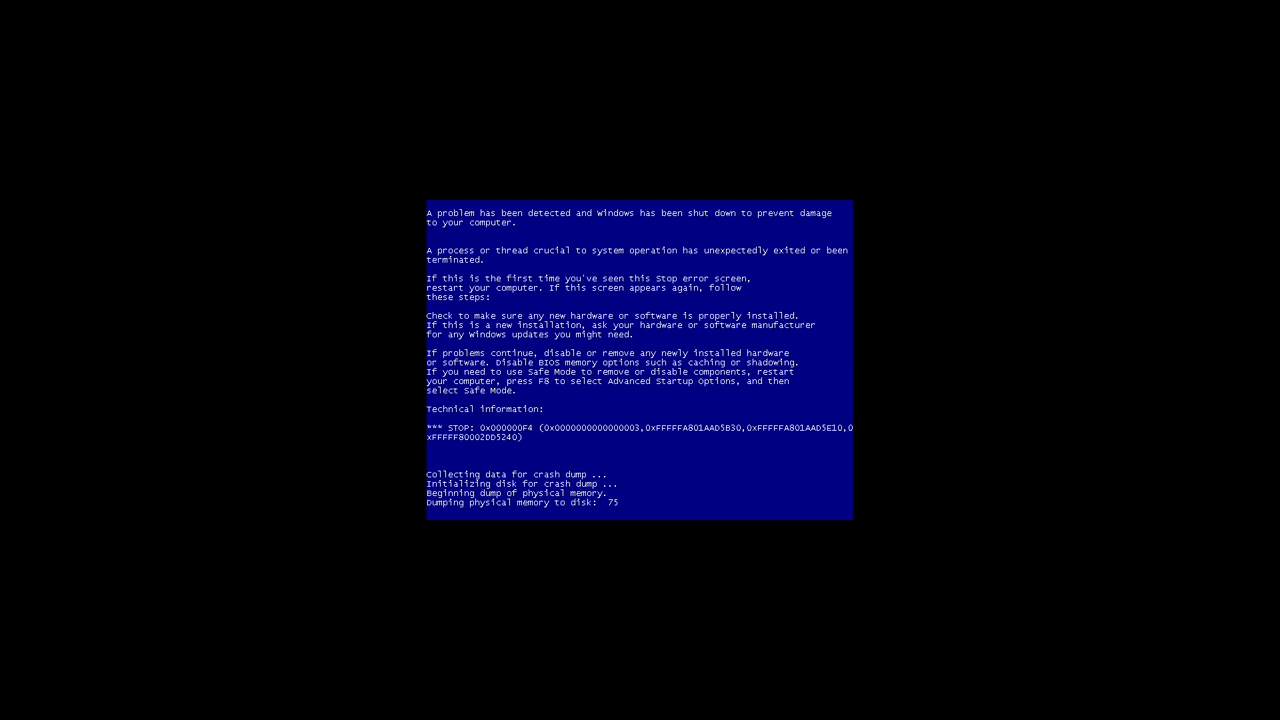 A problem has been detected and Windows has been shut down to prevent damage
to your computer.
A process or thread crucial to system operation has unexpectedly exited or been
terminated.
If this is the first time you've seen this Stop error screen,
restart your computer. If this screen appears again, follow
these steps:
Check to make sure any new hardware or software is properly installed.
If this is a new installation, ask your hardware or software manufacturer
for any Windows updates you might need.
If problems continue, disable or remove any newly installed hardware
or software. Disable BIOS memory options such as caching or shadowing.
If you need to use Safe Mode to remove or disable components, restart
your computer, press F8 to select Advanced Startup Options, and then
select Safe Mode.
Technical information:
*** STOP: 0x000000F4 (0x0000000000000003,0xFFFFFA801AAD5B30,0xFFFFFA801AAD5E10,0
xFFFFF80002DD5240)
Collecting data for crash dump ...
Initializing disk for crash dump ...
Beginning dump of physical memory.
Dumping physical memory to disk:  75